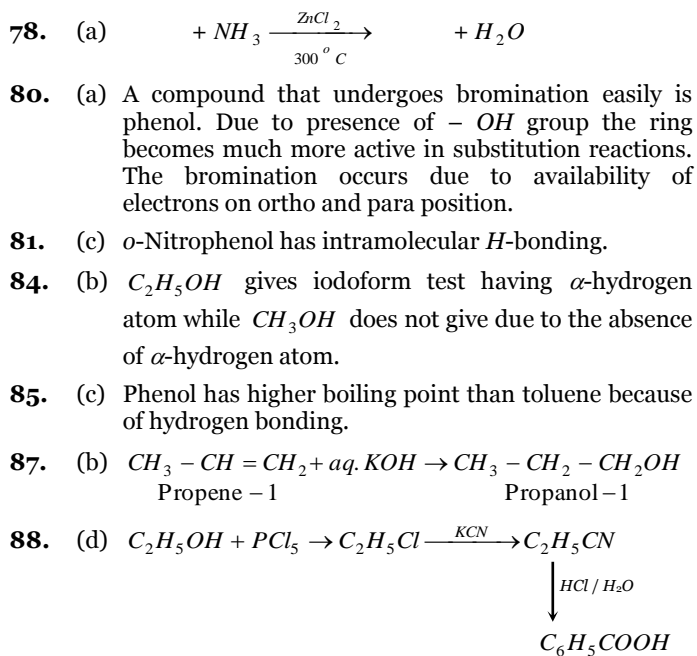 78. (a) + NH3 ZnCl2 → 300 °C + H2O
80. (a) A compound that undergoes bromination easily is
phenol. Due to presence of – OH group the ring
becomes much more active in substitution reactions.
The bromination occurs due to availability of
electrons on ortho and para position.
81. (c) o-Nitrophenol has intramolecular H-bonding.
84. (b) C2H5OH gives iodoform test having α-hydrogen
atom while CH3OH does not give due to the absence
of α-hydrogen atom.
85. (c) Phenol has higher boiling point than toluene because
of hydrogen bonding.
87. (b) CH3 – CH = CH2 + aq. KOH → CH3 – CH2 – CH2OH
Propene – 1 Propanol – 1
88. (d) C2H5OH + PCl5 → C2H5Cl KCN → C2H5CN
↓ HCl / H2O
C6H5COOH